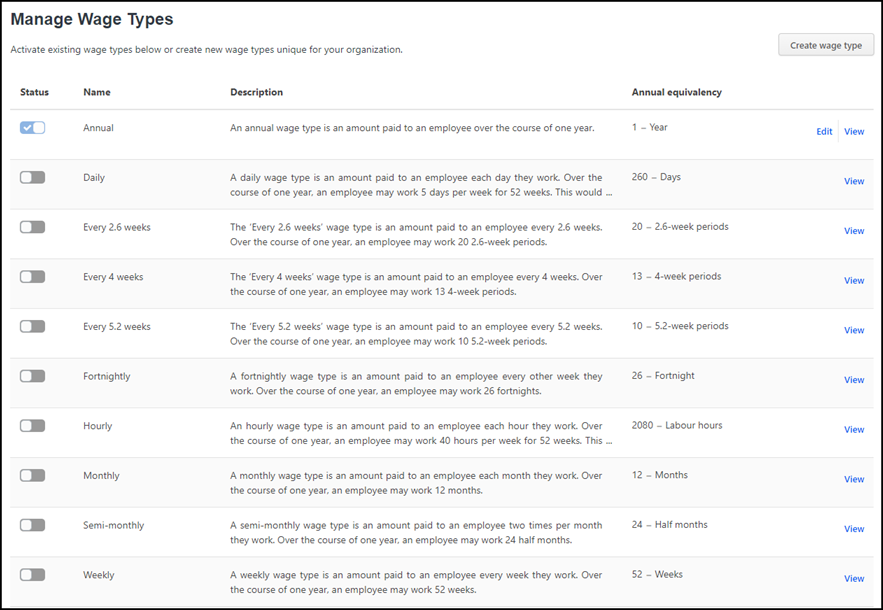 Manage Wage Types
Activate existing wage types below or create new wage types unique for your organization.
Create wage type
Status Name Description Annual equivalency
Annual An annual wage type is an amount paid to an employee over the course of one year. 1 – Year Edit View
Daily A daily wage type is an amount paid to an employee each day they work. Over the 260 – Days View
course of one year, an employee may work 5 days per week for 52 weeks. This would ...
Every 2.6 weeks The 'Every 2.6 weeks' wage type is an amount paid to an employee every 2.6 weeks. 20 – 2.6-week periods View
Over the course of one year, an employee may work 20 2.6-week periods.
Every 4 weeks The 'Every 4 weeks' wage type is an amount paid to an employee every 4 weeks. Over 13 – 4-week periods View
the course of one year, an employee may work 13 4-week periods.
Every 5.2 weeks The 'Every 5.2 weeks' wage type is an amount paid to an employee every 5.2 weeks. 10 – 5.2-week periods View
Over the course of one year, an employee may work 10 5.2-week periods.
Fortnightly A fortnightly wage type is an amount paid to an employee every other week they 26 – Fortnight View
work. Over the course of one year, an employee may work 26 fortnights.
Hourly An hourly wage type is an amount paid to an employee each hour they work. Over 2080 – Labour hours View
the course of one year, an employee may work 40 hours per week for 52 weeks. This ...
Monthly A monthly wage type is an amount paid to an employee each month they work. Over 12 – Months View
the course of one year, an employee may work 12 months.
Semi-monthly A semi-monthly wage type is an amount paid to an employee two times per month 24 – Half months View
they work. Over the course of one year, an employee may work 24 half months.
Weekly A weekly wage type is an amount paid to an employee every week they work. Over 52 – Weeks View
the course of one year, an employee may work 52 weeks.